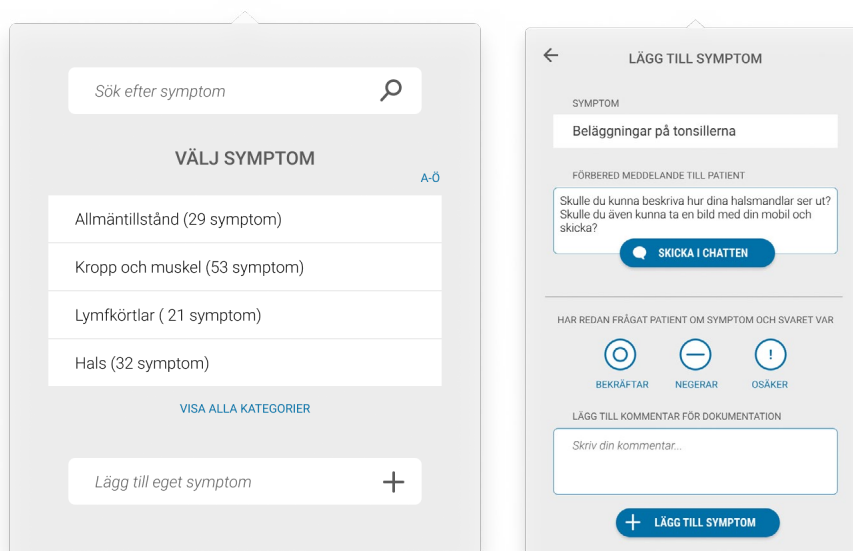 Sök efter symptom
VÄLJ SYMPTOM
A-Ö
Allmäntillstånd (29 symptom)
Kropp och muskel (53 symptom)
Lymfkörtlar ( 21 symptom)
Hals (32 symptom)
VISA ALLA KATEGORIER
Lägg till eget symptom
LÄGG TILL SYMPTOM
SYMPTOM
Beläggningar på tonsillerna
FÖRBERED MEDDELANDE TILL PATIENT
Skulle du kunna beskriva hur dina halsmandlar ser ut?
Skulle du även kunna ta en bild med din mobil och
skicka?
SKICKA I CHATTEN
HAR REDAN FRÅGAT PATIENT OM SYMPTOM OCH SVARET VAR
BEKRÄFTAR NEGERAR OSÄKER
LÄGG TILL KOMMENTAR FÖR DOKUMENTATION
Skriv din kommentar...
LÄGG TILL SYMPTOM